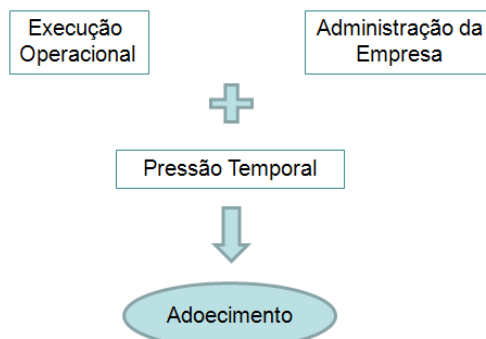 Execução
Operacional
Administração da
Empresa
Pressão Temporal
Adoecimento